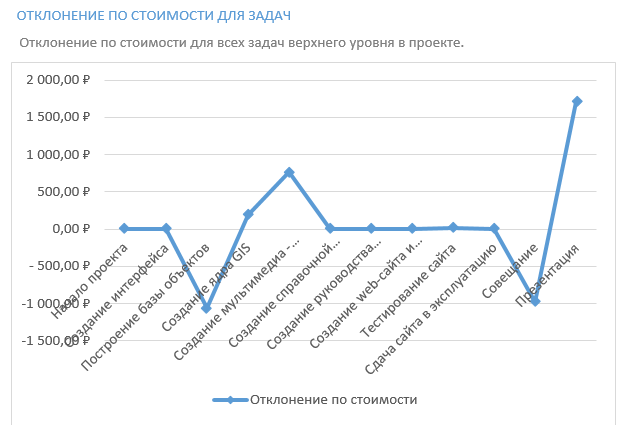 ОТКЛОНЕНИЕ ПО СТОИМОСТИ ДЛЯ ЗАДАЧ
Отклонение по стоимости для всех задач верхнего уровня в проекте.
2 000,00 ₽
1 500,00 ₽
1 000,00 ₽
500,00 ₽
0,00 ₽
-500,00 ₽
-1 000,00 ₽
-1 500,00 ₽
Начало проекта
Создание интерфейса
Построение базы объектов
Создание ядра GIS
Создание мультимедиа -...
Создание справочной...
Создание руководства...
Создание web-сайта и...
Тестирование сайта
Сдача сайта в эксплуатацию
Совещание
Презентация
Отклонение по стоимости